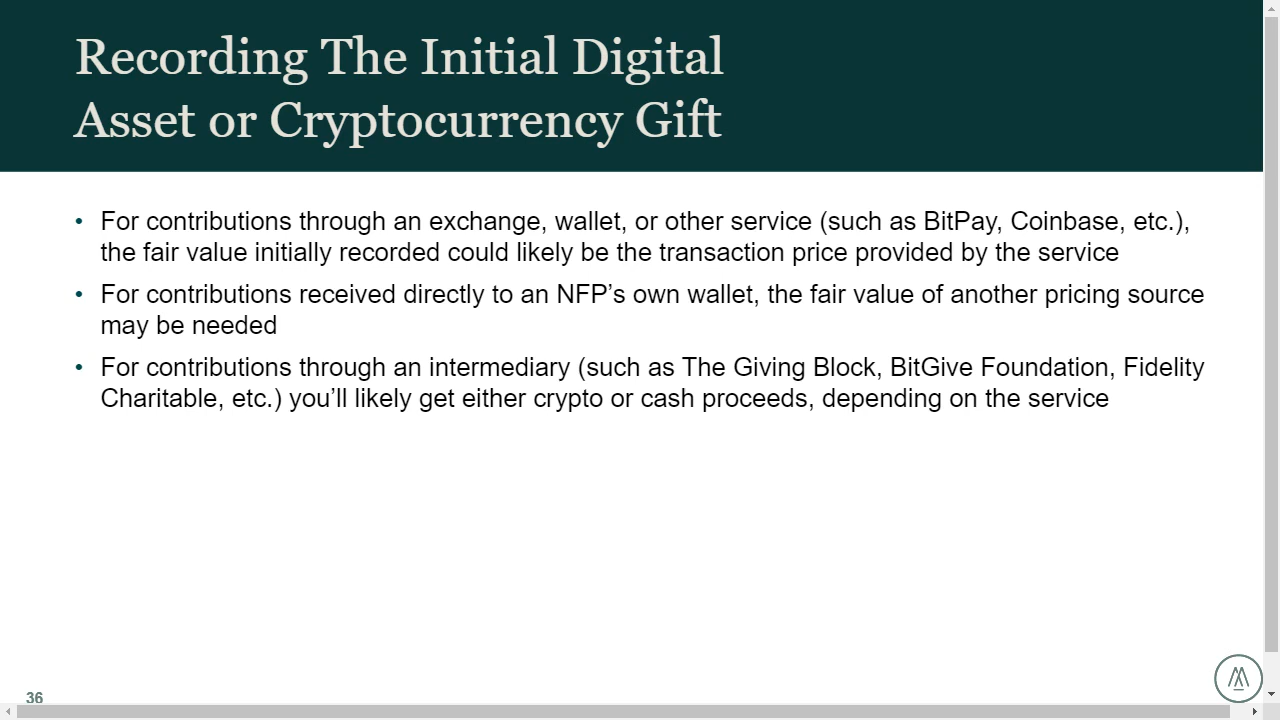 Recording The Initial Digital
Asset or Cryptocurrency Gift
• For contributions through an exchange, wallet, or other service (such as BitPay, Coinbase, etc.),
the fair value initially recorded could likely be the transaction price provided by the service
• For contributions received directly to an NFP’s own wallet, the fair value of another pricing source
may be needed
• For contributions through an intermediary (such as The Giving Block, BitGive Foundation, Fidelity
Charitable, etc.) you’ll likely get either crypto or cash proceeds, depending on the service
36